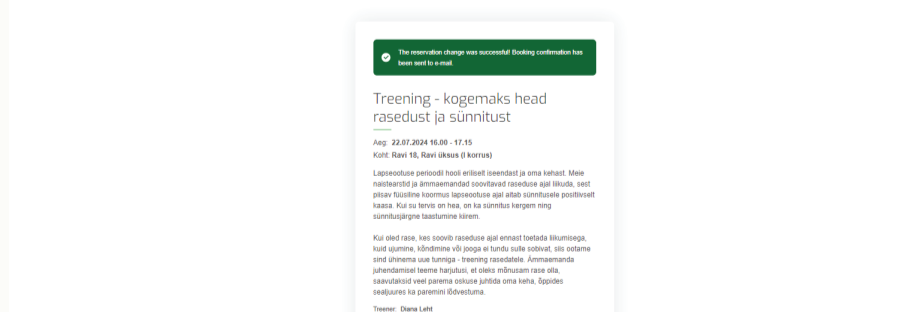 The reservation change was successful! Booking confirmation has
been sent to e-mail.
Treening - kogemaks head
rasedust ja sünnitust
Aeg: 22.07.2024 16.00 - 17.15
Koht: Ravi 18, Ravi üksus (I korrus)
Lapseootuse perioodil hooli eriliselt iseendast ja oma kehast. Meie
naistearstid ja ämmaemandad soovitavad raseduse ajal liikuda, sest
piisav füüsiline koormus lapseootuse ajal aitab sünnitusele positiivselt
kaasa. Kui su tervis on hea, on ka sünnitus kergem ning
sünnitusjärgne taastumine kiirem.
Kui oled rase, kes soovib raseduse ajal ennast toetada liikumisega,
kuid ujumine, kõndimine või jooga ei tundu sulle sobivat, siis ootame
sind ühinema uue tunniga - treening rasedatele. Ämmaemanda
juhendamisel teeme harjutusi, et oleks mõnusam rase olla,
saavutaksid veel parema oskuse juhtida oma keha, õppides
sealjuures ka paremini lõdvestuma.
Treener: Diana Leht